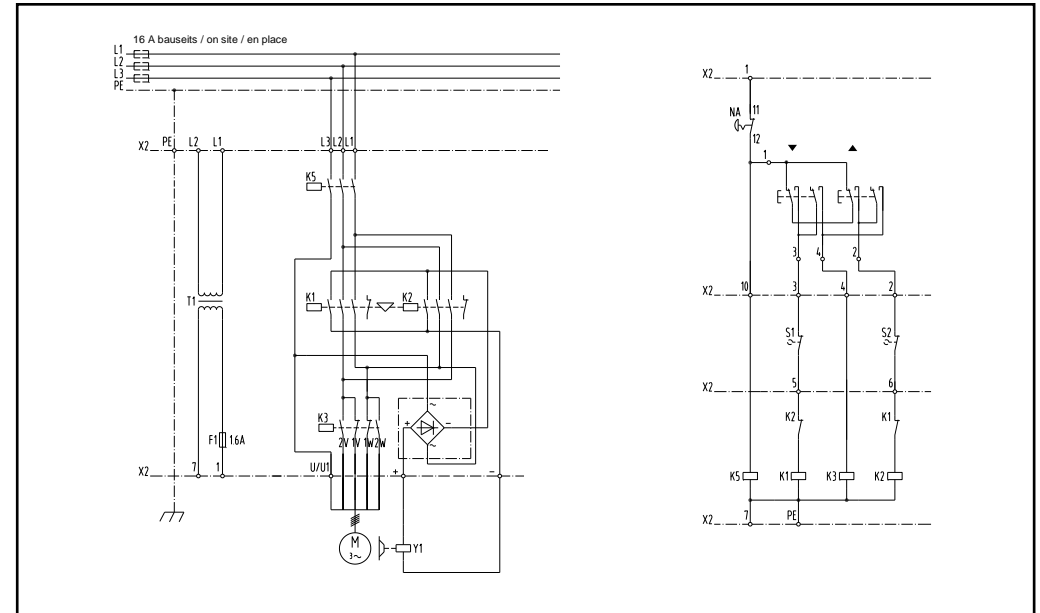 16 A bauseits / on site / en place
L1
L2
L3
PE
X2 PE L2 L1 L3 L2 L1
K5
T1
K1 K2
K3
~
+ -
~
2V 1V 1W 2W
F1 1.6A
X2 7 1 U/U1 + -
M
3~
Y1
X2 1
NA 11
12
1 ▼ ▲
3 4 2
X2 10 3 4 2
S1 S2
X2 5 6
K2 K1
K5 K1 K3 K2
X2 7 PE